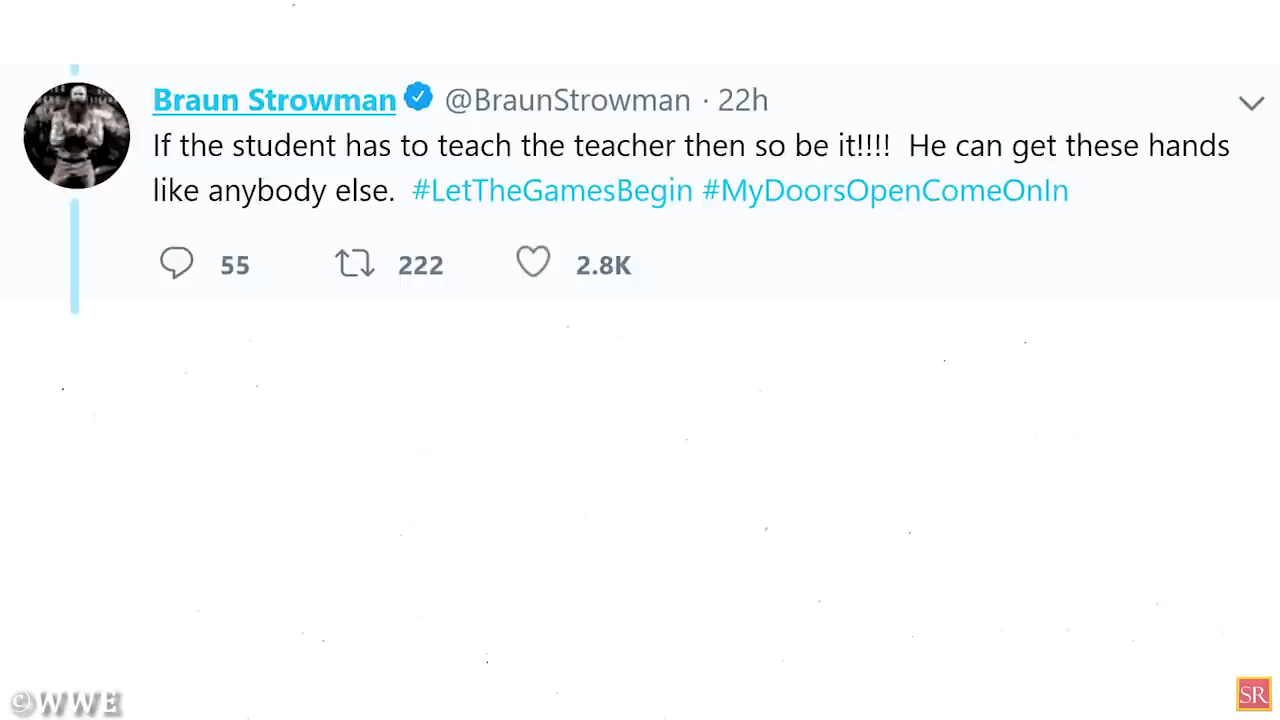 Braun Strowman @BraunStrowman · 22h
If the student has to teach the teacher then so be it!!!!  He can get these hands
like anybody else.  #LetTheGamesBegin #MyDoorsOpenComeOnIn
55 222 2.8K
©WWE
SR